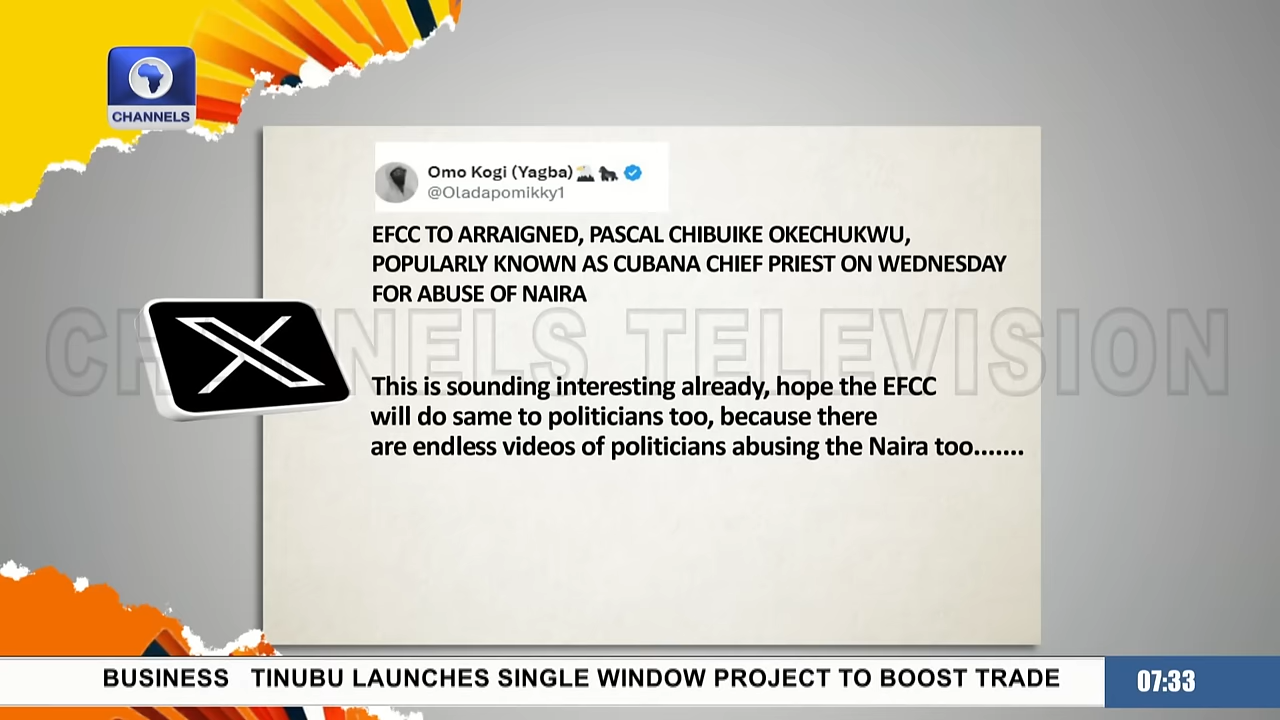 CHANNELS
Omo Kogi (Yagba)
@Oladapomikky1
EFCC TO ARRAIGNED, PASCAL CHIBUIKE OKECHUKWU,
POPULARLY KNOWN AS CUBANA CHIEF PRIEST ON WEDNESDAY
FOR ABUSE OF NAIRA
CHANNELS TELEVISION
This is sounding interesting already, hope the EFCC
will do same to politicians too, because there
are endless videos of politicians abusing the Naira too.......
BUSINESS TINUBU LAUNCHES SINGLE WINDOW PROJECT TO BOOST TRADE
07:33